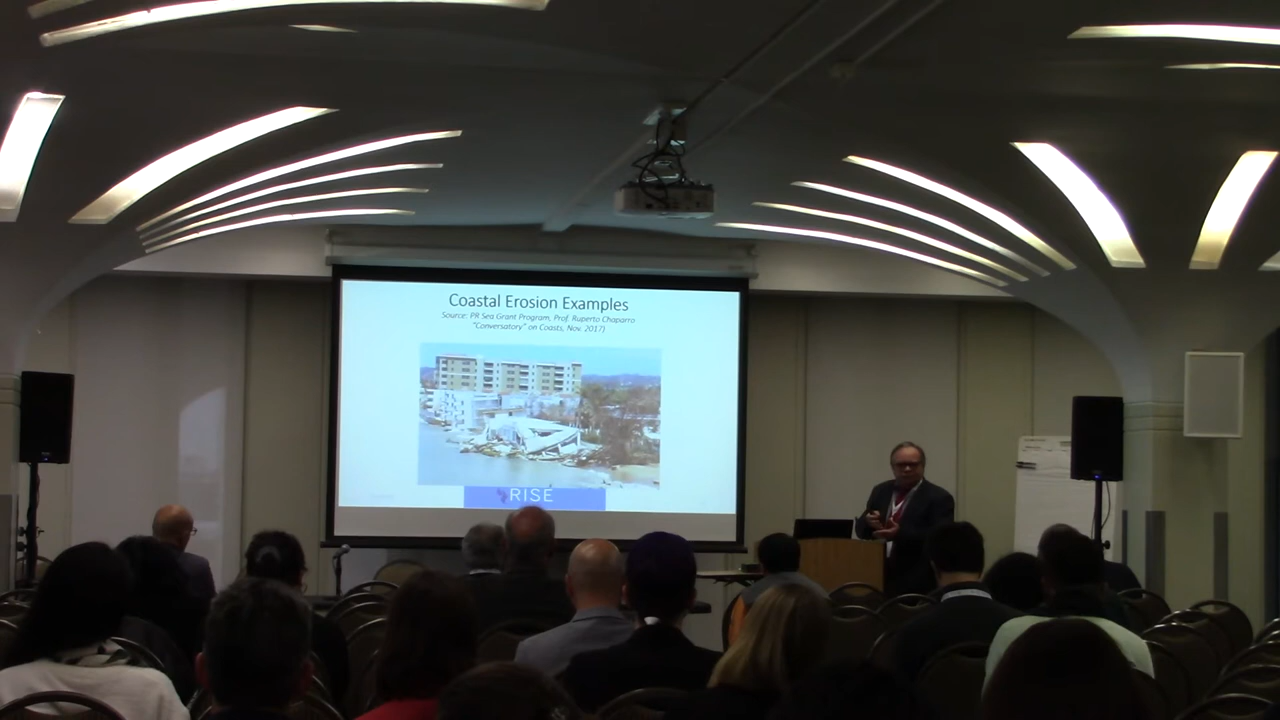 Coastal Erosion Examples
Source: PR Sea Grant Program, Prof. Ruperto Chaparro
"Conversatory" on Coasts, Nov. 2017)
RISE